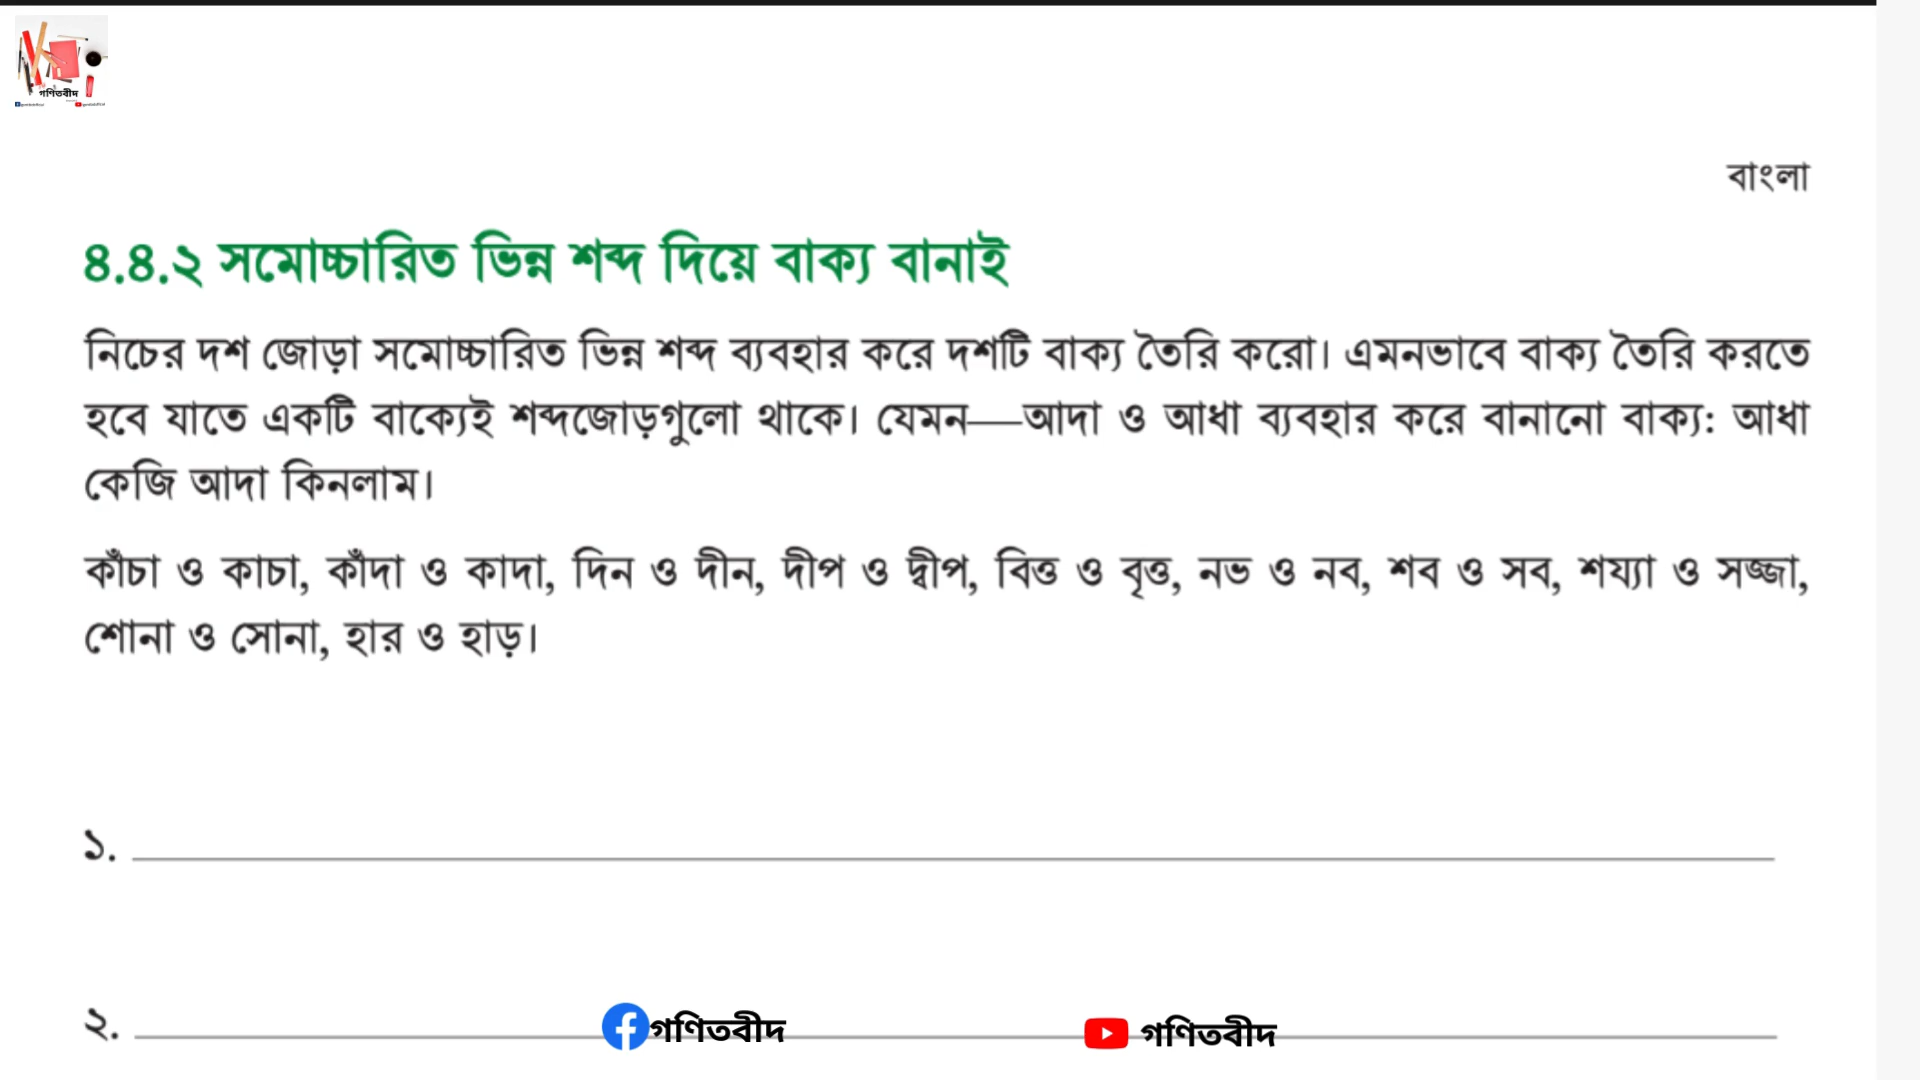 গণিতবীদ
বাংলা
৪.৪.২ সমোচ্চারিত ভিন্ন শব্দ দিয়ে বাক্য বানাই
নিচের দশ জোড়া সমোচ্চারিত ভিন্ন শব্দ ব্যবহার করে দশটি বাক্য তৈরি করো। এমনভাবে বাক্য তৈরি করতে
হবে যাতে একটি বাক্যেই শব্দজোড়গুলো থাকে। যেমন—আদা ও আধা ব্যবহার করে বানানো বাক্য: আধা
কেজি আদা কিনলাম।
কাঁচা ও কাচা, কাঁদা ও কাদা, দিন ও দীন, দীপ ও দ্বীপ, বিত্ত ও বৃত্ত, নভ ও নব, শব ও সব, শয্যা ও সজ্জা,
শোনা ও সোনা, হার ও হাড়।
১.
২.
গণিতবীদ গণিতবীদ